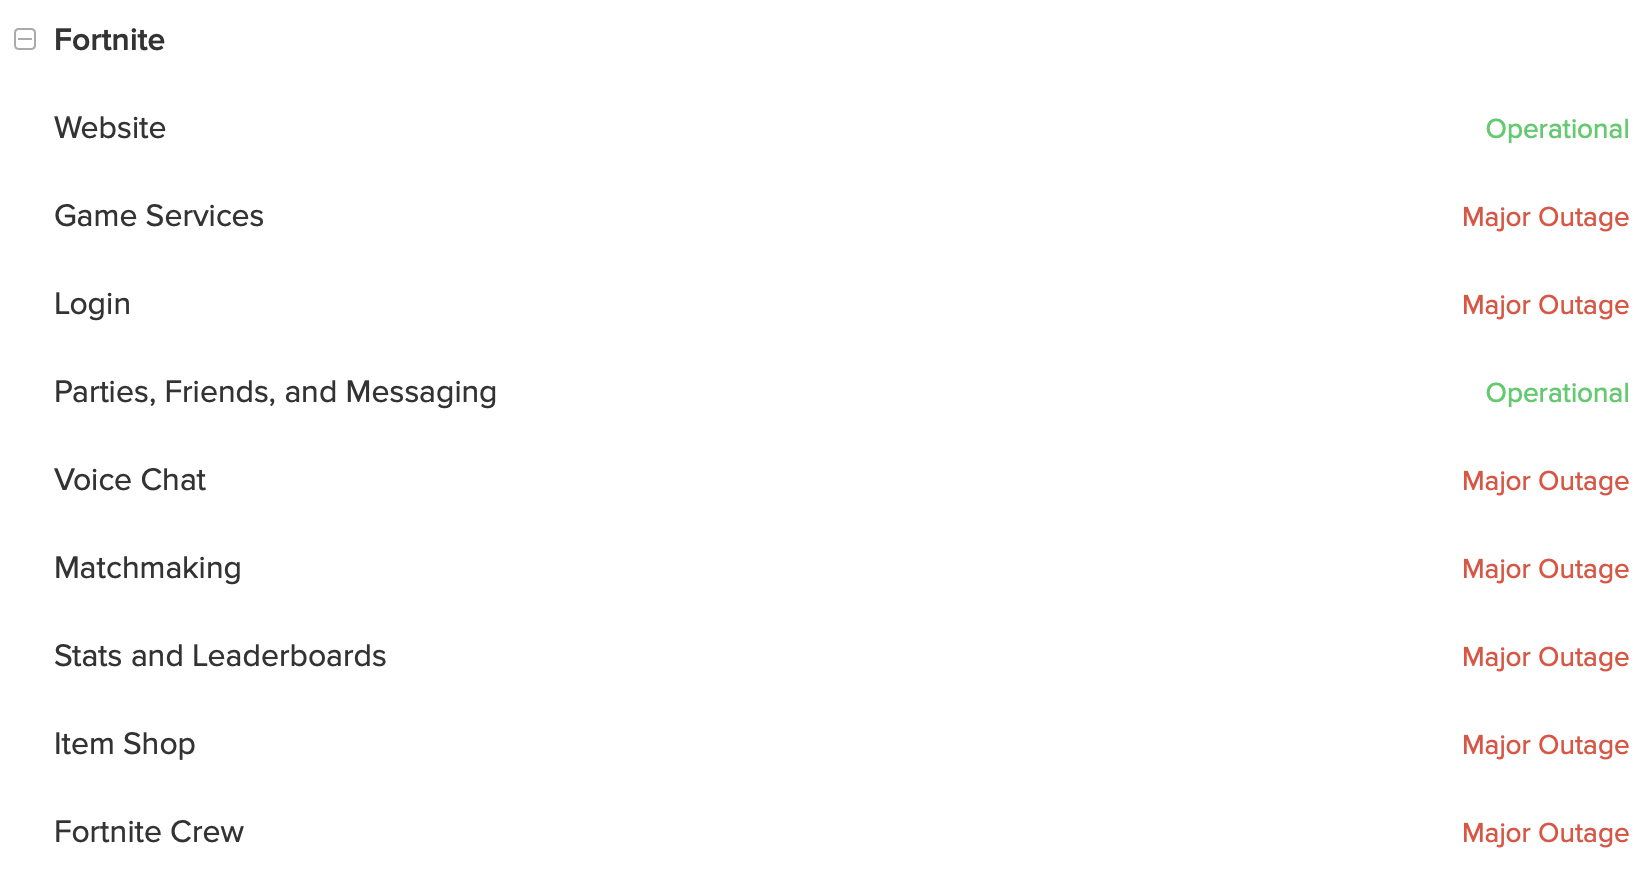 Fortnite
Website Operational
Game Services Major Outage
Login Major Outage
Parties, Friends, and Messaging Operational
Voice Chat Major Outage
Matchmaking Major Outage
Stats and Leaderboards Major Outage
Item Shop Major Outage
Fortnite Crew Major Outage